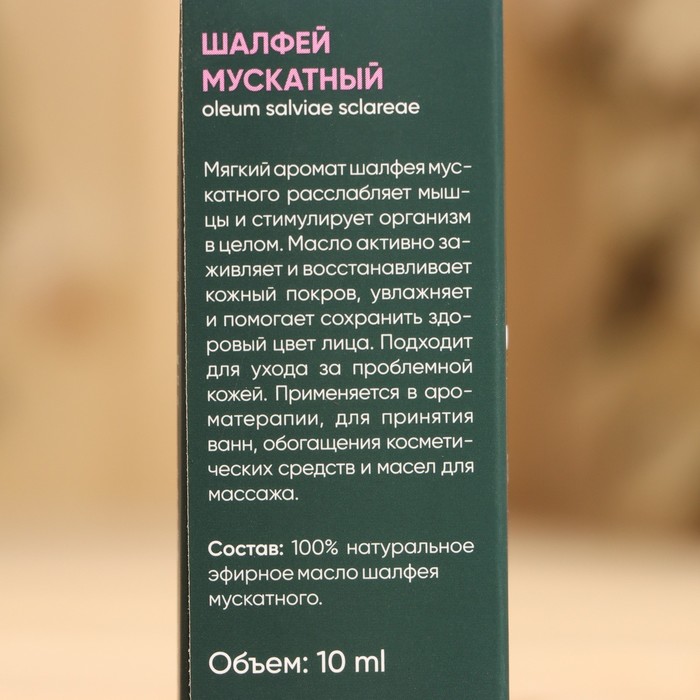 ШАЛФЕЙ
МУСКАТНЫЙ
oleum salviae sclareae
Мягкий аромат шалфея мус-
катного расслабляет мыш-
цы и стимулирует организм
в целом. Масло активно за-
живляет и восстанавливает
кожный покров, увлажняет
и помогает сохранить здо-
ровый цвет лица. Подходит
для ухода за проблемной
кожей. Применяется в аро-
матерапии, для принятия
ванн, обогащения космети-
ческих средств и масел для
массажа.
Состав: 100% натуральное
эфирное масло шалфея
мускатного.
Объем: 10 ml